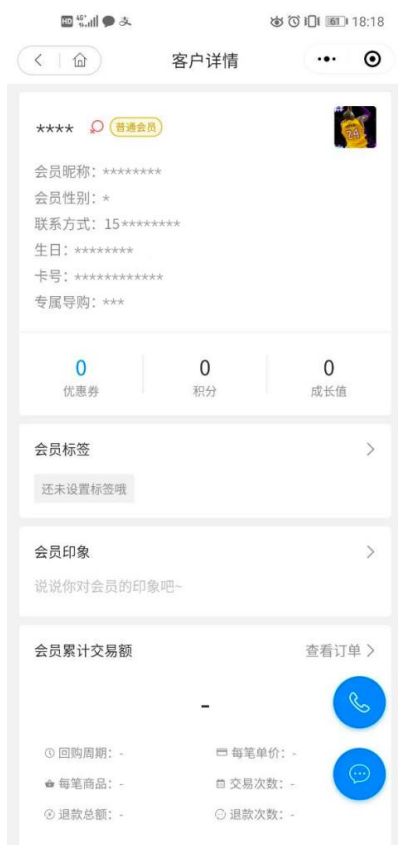 HD 4G 支 61 18:18
客户详情
**** 普通会员
24
会员昵称：********
会员性别：*
联系方式：15********
生日：********
卡号：************
专属导购：***
0 0 0
优惠券 积分 成长值
会员标签
还未设置标签哦
会员印象
说说你对会员的印象吧~
会员累计交易额 查看订单
-
回购周期：- 每笔单价：-
每笔商品：- 交易次数：-
退款总额：- 退款次数：-